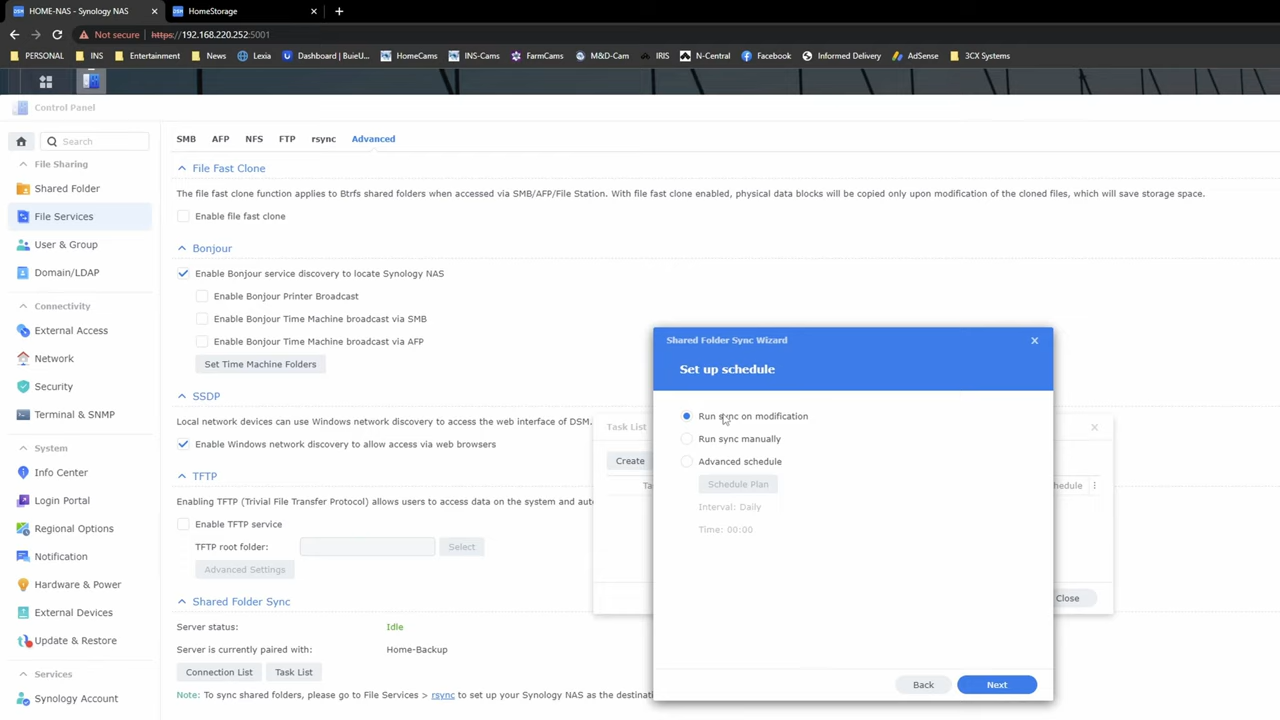 HOME-NAS - Synology NAS
HomeStorage
Not secure https://192.168.220.252:5001
PERSONAL INS Entertainment News Lexia Dashboard | BuieU... HomeCams INS-Cams FarmCams M&D-Cam IRIS N-Central Facebook Informed Delivery AdSense 3CX Systems
Control Panel
Search
File Sharing
Shared Folder
File Services
User & Group
Domain/LDAP
Connectivity
External Access
Network
Security
Terminal & SNMP
System
Info Center
Login Portal
Regional Options
Notification
Hardware & Power
External Devices
Update & Restore
Services
Synology Account
SMB AFP NFS FTP rsync Advanced
File Fast Clone
The file fast clone function applies to Btrfs shared folders when accessed via SMB/AFP/File Station. With file fast clone enabled, physical data blocks will be copied only upon modification of the cloned files, which will save storage space.
Enable file fast clone
Bonjour
Enable Bonjour service discovery to locate Synology NAS
Enable Bonjour Printer Broadcast
Enable Bonjour Time Machine broadcast via SMB
Enable Bonjour Time Machine broadcast via AFP
Set Time Machine Folders
SSDP
Local network devices can use Windows network discovery to access the web interface of DSM.
Enable Windows network discovery to allow access via web browsers
TFTP
Enabling TFTP (Trivial File Transfer Protocol) allows users to access data on the system and auto
Enable TFTP service
TFTP root folder:
Select
Advanced Settings
Shared Folder Sync
Server status: Idle
Server is currently paired with: Home-Backup
Connection List Task List
Note: To sync shared folders, please go to File Services > rsync to set up your Synology NAS as the destinati
Task List
Create
Ta
hedule
Close
Shared Folder Sync Wizard
Set up schedule
Run sync on modification
Run sync manually
Advanced schedule
Schedule Plan
Interval: Daily
Time: 00:00
Back Next